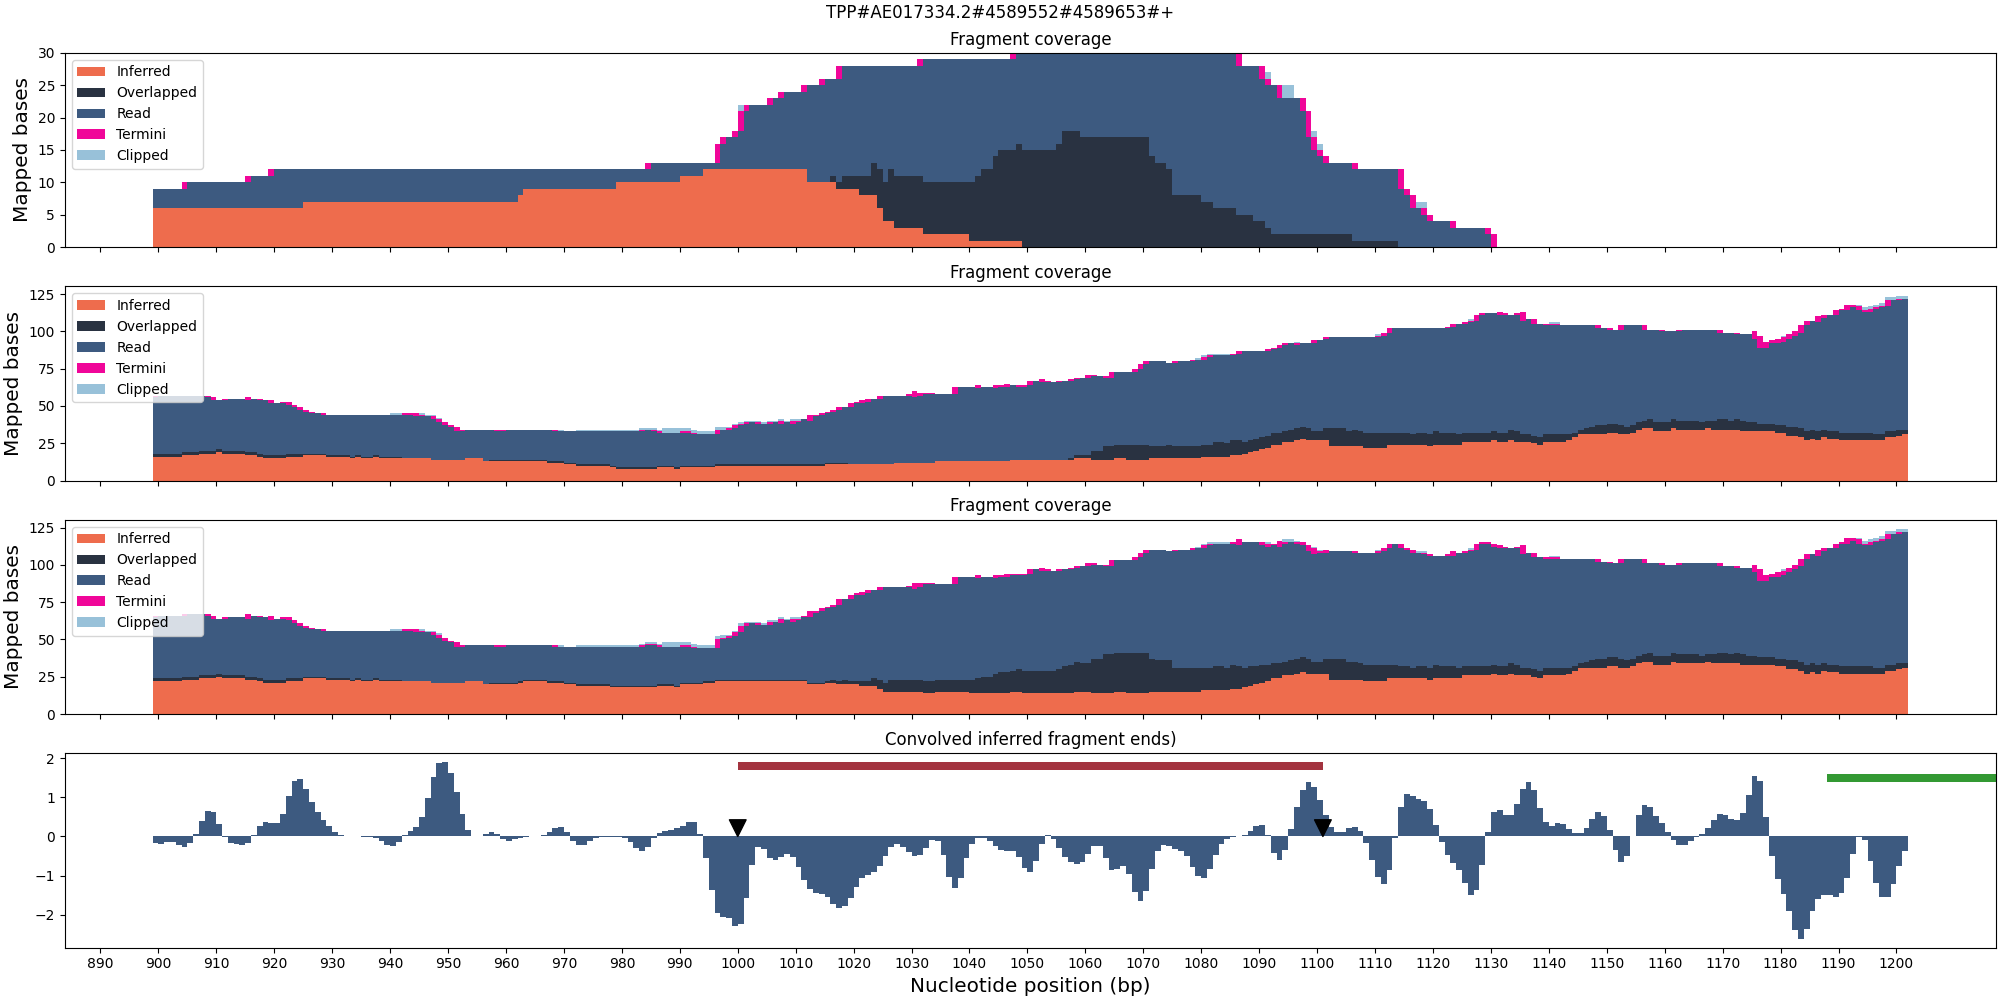 TPP#AE017334.2#4589552#4589653#+
Fragment coverage
Mapped bases
30
25
20
15
10
5
0
Inferred
Overlapped
Read
Termini
Clipped
Fragment coverage
Mapped bases
125
100
75
50
25
0
Inferred
Overlapped
Read
Termini
Clipped
Fragment coverage
Mapped bases
125
100
75
50
25
0
Inferred
Overlapped
Read
Termini
Clipped
Convolved inferred fragment ends)
2
1
0
−1
−2
890 900 910 920 930 940 950 960 970 980 990 1000 1010 1020 1030 1040 1050 1060 1070 1080 1090 1100 1110 1120 1130 1140 1150 1160 1170 1180 1190 1200
Nucleotide position (bp)